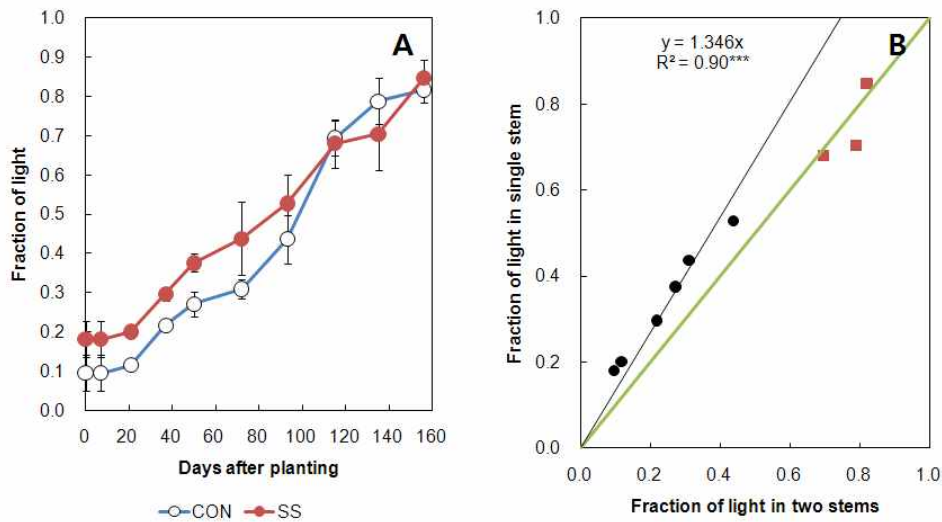 A
Fraction of light
1.0
0.9
0.8
0.7
0.6
0.5
0.4
0.3
0.2
0.1
0.0
0 20 40 60 80 100 120 140 160
Days after planting
CON SS
B
y = 1.346x
R² = 0.90***
Fraction of light in single stem
1.0
0.8
0.6
0.4
0.2
0.0
0.0 0.2 0.4 0.6 0.8 1.0
Fraction of light in two stems